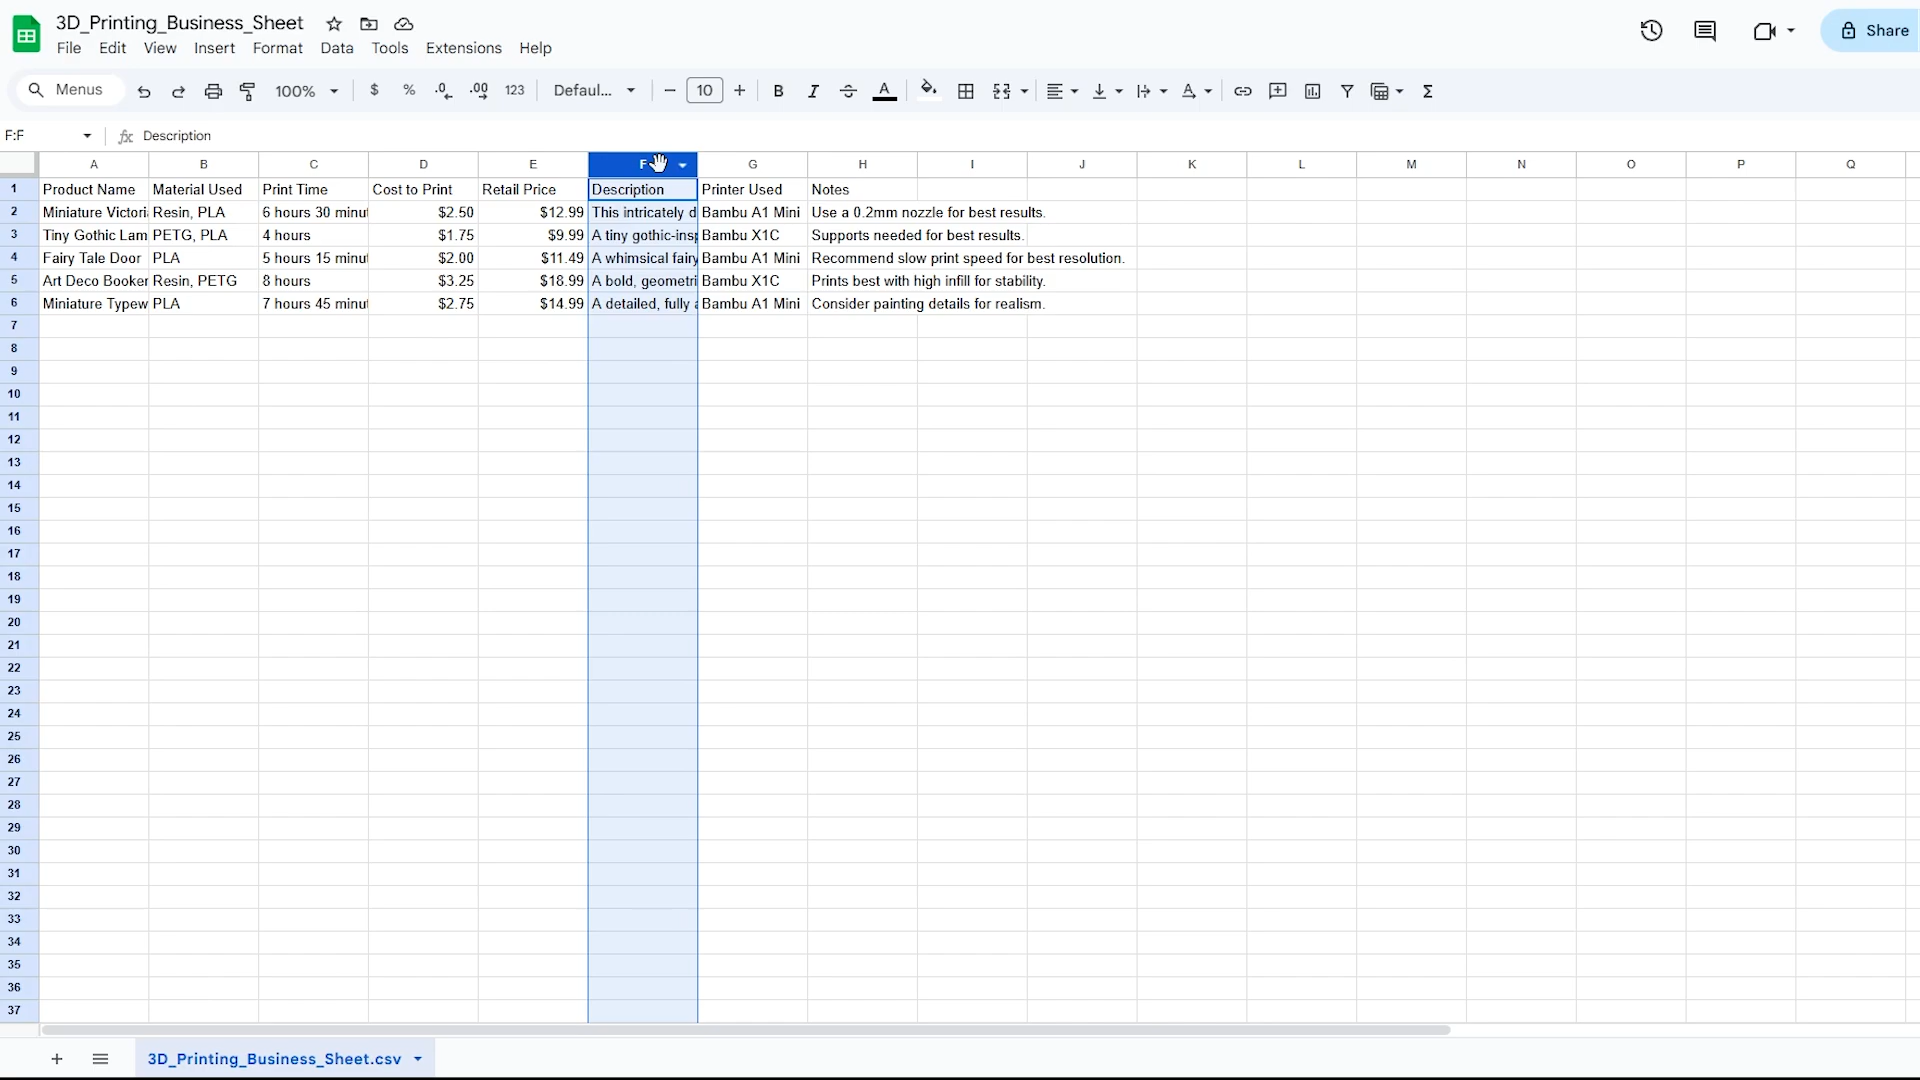 3D_Printing_Business_Sheet
File Edit View Insert Format Data Tools Extensions Help
Share
Menus 100% $ % .0 .00 123 Defaul... 10 B I A Σ
F:F fx Description
A B C D E F G H I J K L M N O P Q
1 Product Name Material Used Print Time Cost to Print Retail Price Description Printer Used Notes
2 Miniature Victori Resin, PLA 6 hours 30 minut $2.50 $12.99 This intricately d Bambu A1 Mini Use a 0.2mm nozzle for best results.
3 Tiny Gothic Lam PETG, PLA 4 hours $1.75 $9.99 A tiny gothic-insp Bambu X1C Supports needed for best results.
4 Fairy Tale Door PLA 5 hours 15 minut $2.00 $11.49 A whimsical fairy Bambu A1 Mini Recommend slow print speed for best resolution.
5 Art Deco Booker Resin, PETG 8 hours $3.25 $18.99 A bold, geometri Bambu X1C Prints best with high infill for stability.
6 Miniature Typew PLA 7 hours 45 minut $2.75 $14.99 A detailed, fully a Bambu A1 Mini Consider painting details for realism.
7
8
9
10
11
12
13
14
15
16
17
18
19
20
21
22
23
24
25
26
27
28
29
30
31
32
33
34
35
36
37
3D_Printing_Business_Sheet.csv